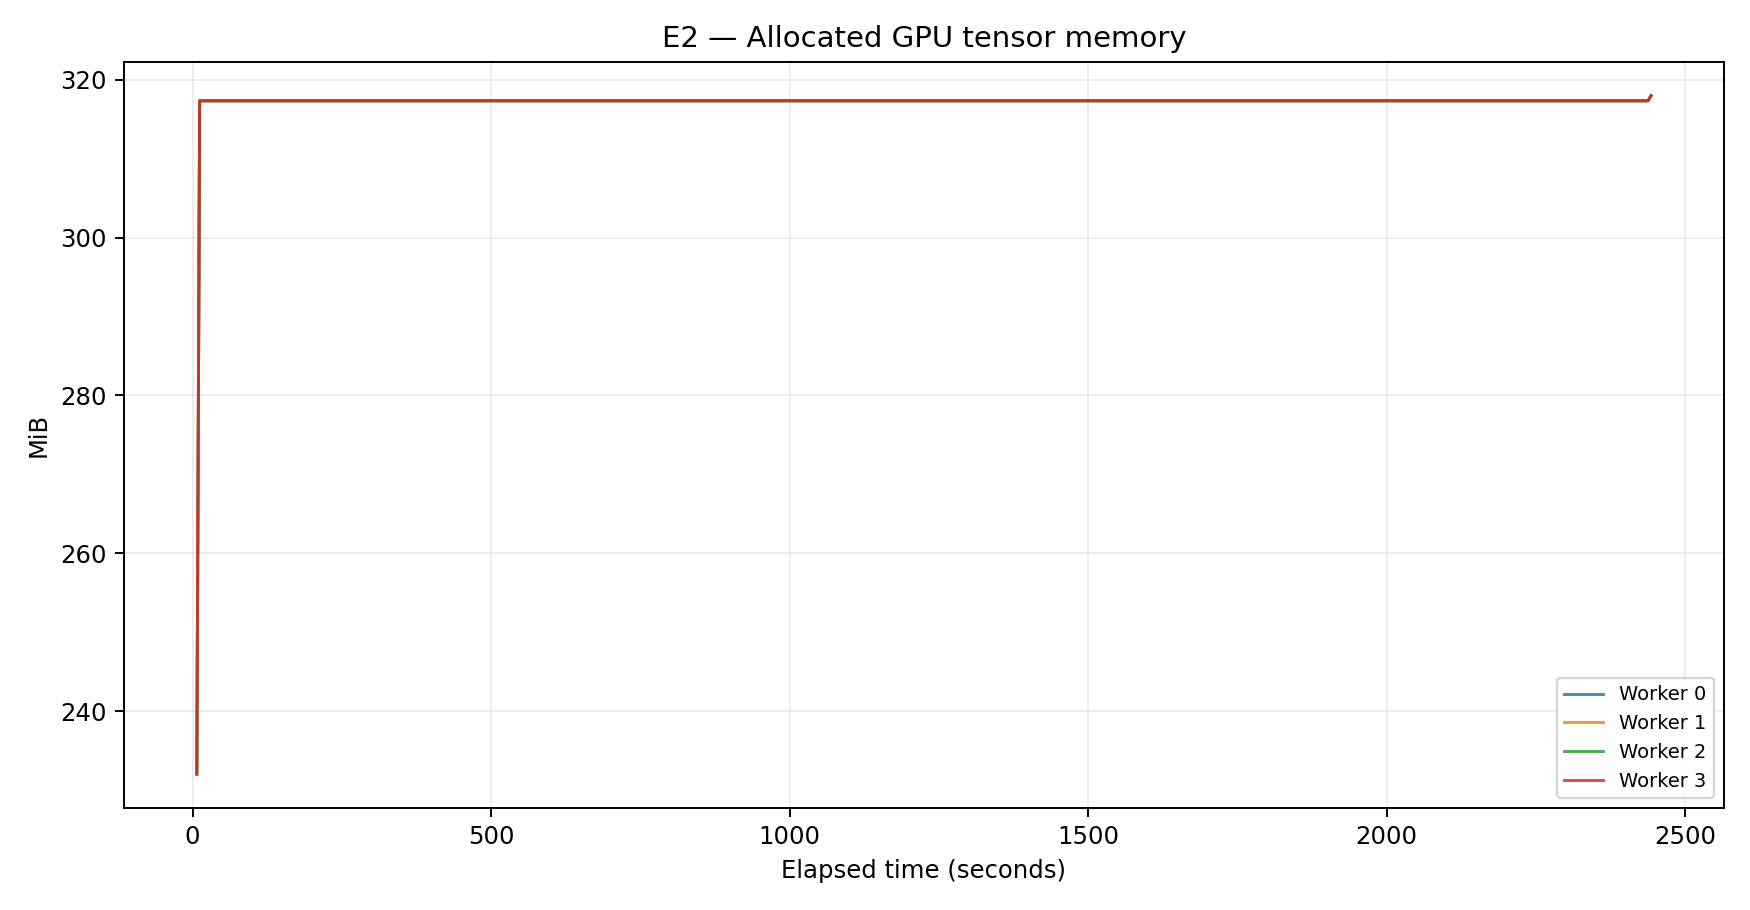 E2 — Allocated GPU tensor memory
MiB
320
300
280
260
240
0 500 1000 1500 2000 2500
Elapsed time (seconds)
Worker 0
Worker 1
Worker 2
Worker 3